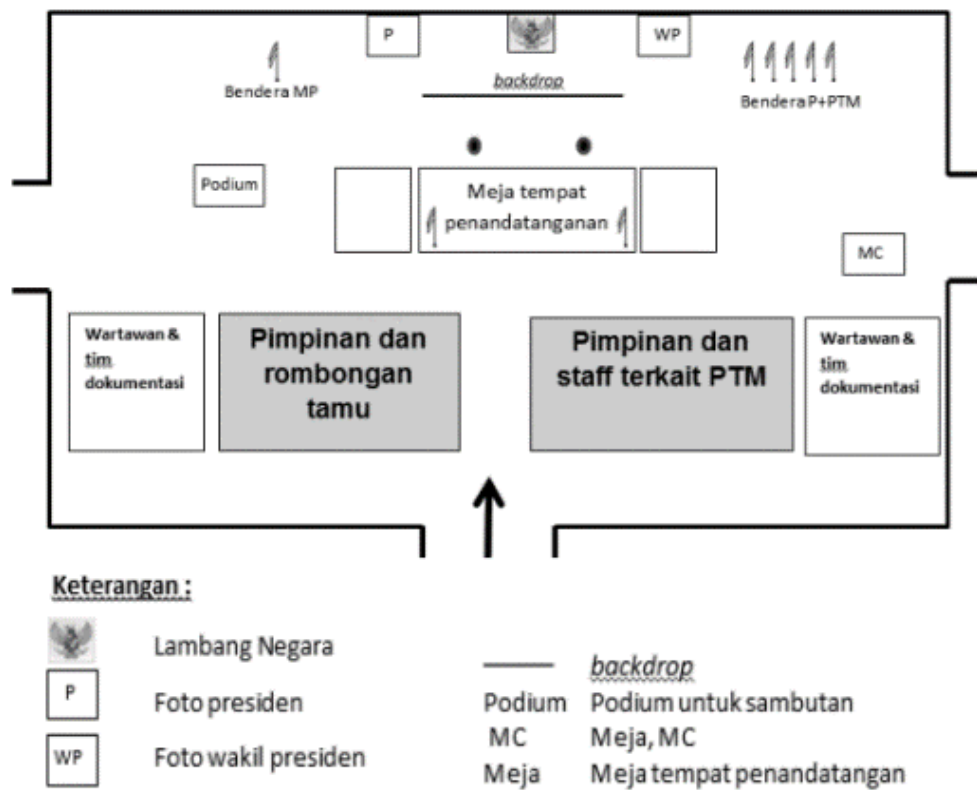 P
WP
backdrop
Bendera MP
Bendera P+PTM
Podium
Meja tempat
penandatanganan
MC
Wartawan &
tim
dokumentasi
Pimpinan dan
rombongan
tamu
Pimpinan dan
staff terkait PTM
Wartawan &
tim
dokumentasi
Keterangan :
Lambang Negara
P Foto presiden
WP Foto wakil presiden
backdrop
Podium Podium untuk sambutan
MC Meja, MC
Meja Meja tempat penandatangan